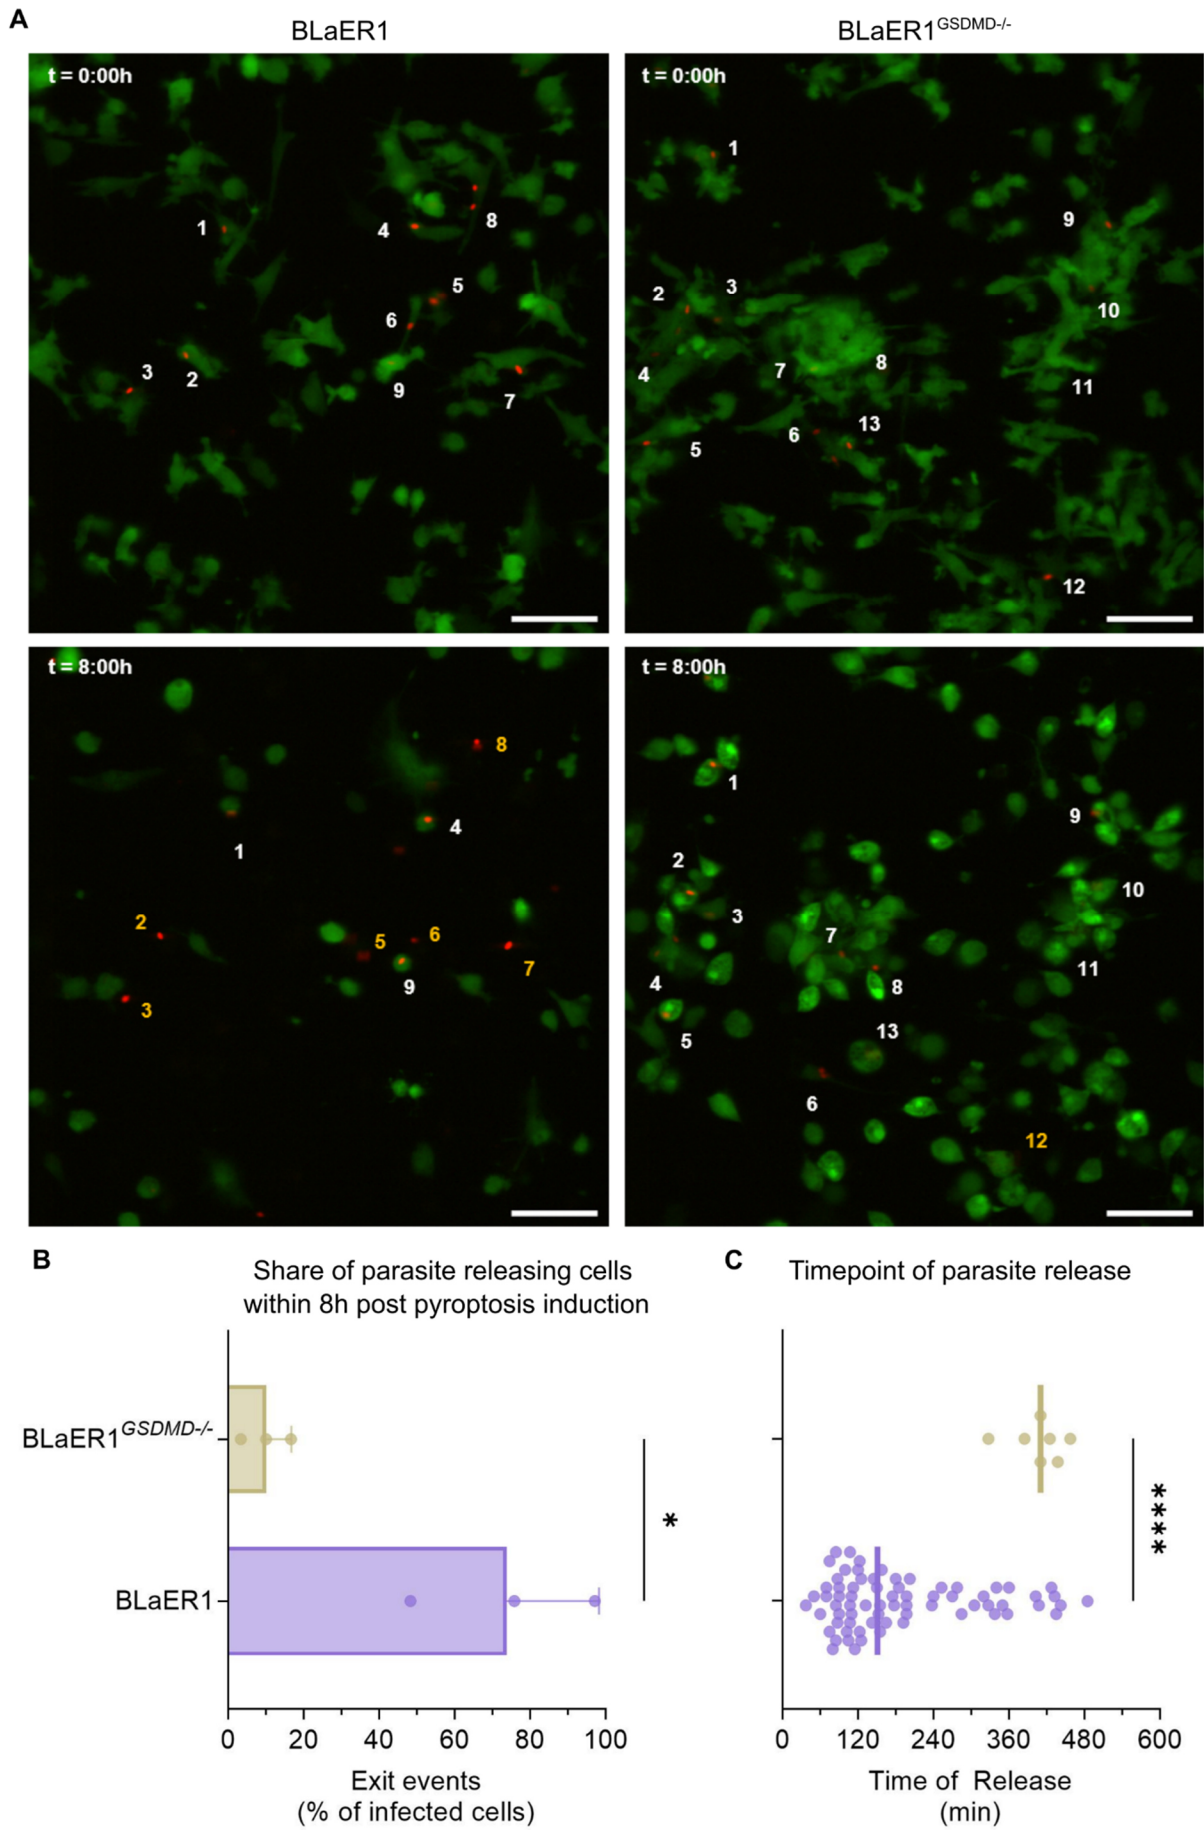 A
BLaER1
BLaER1GSDMD-/-
t = 0:00h
1
2
3
4
5
6
7
8
9
t = 0:00h
1
2
3
4
5
6
7
8
9
10
11
12
13
t = 8:00h
1
2
3
4
5
6
7
8
9
t = 8:00h
1
2
3
4
5
6
7
8
9
10
11
12
13
B
Share of parasite releasing cells
within 8h post pyroptosis induction
BLaER1GSDMD-/-
BLaER1
*
0 20 40 60 80 100
Exit events
(% of infected cells)
C
Timepoint of parasite release
****
0 120 240 360 480 600
Time of Release
(min)